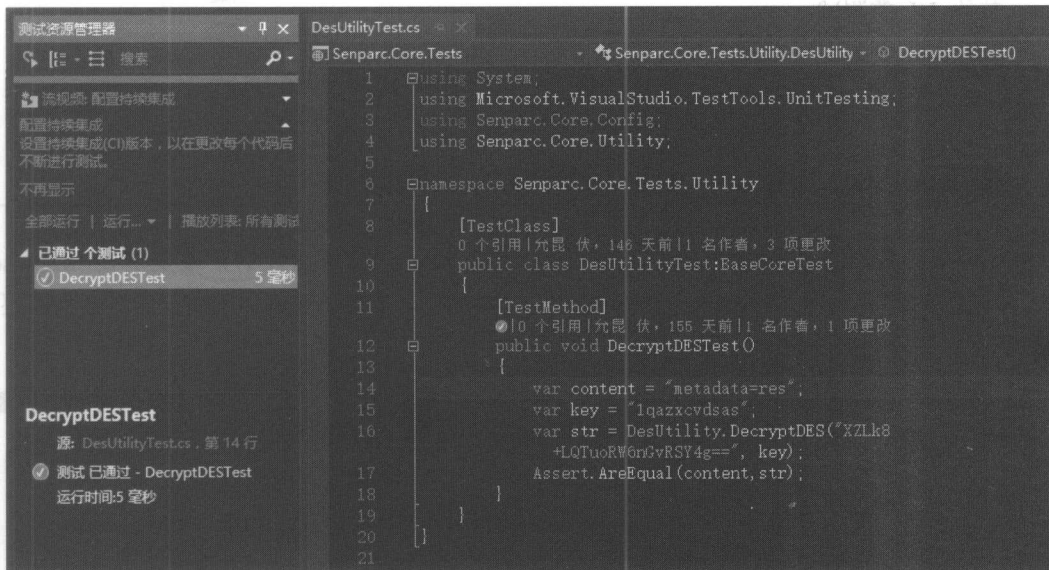 测试资源管理器
搜索
流视频: 配置持续集成
配置持续集成
设置持续集成(CI)版本，以在更改每个代码后
不断进行测试。
不再显示
全部运行 | 运行... | 播放列表: 所有测试
已通过 个测试 (1)
DecryptDESTest 5 毫秒
DecryptDESTest
源: DesUtilityTest.cs，第 14 行
测试 已通过 - DecryptDESTest
运行时间:5 毫秒
DesUtilityTest.cs
Senparc.Core.Tests Senparc.Core.Tests.Utility.DesUtility DecryptDESTest()
1 using System;
2 using Microsoft.VisualStudio.TestTools.UnitTesting;
3 using Senparc.Core.Config;
4 using Senparc.Core.Utility;
5
6 namespace Senparc.Core.Tests.Utility
7 {
8 [TestClass]
0 个引用|允昆 伏，146 天前|1 名作者，3 项更改
9 public class DesUtilityTest:BaseCoreTest
10 {
11 [TestMethod]
|0 个引用|允昆 伏，155 天前|1 名作者，1 项更改
12 public void DecryptDESTest()
13 {
14 var content = "metadata=res";
15 var key = "1qazxcvdsas";
16 var str = DesUtility.DecryptDES("XZLk8
+LQTuoRW6nGvRSY4g==", key);
17 Assert.AreEqual(content,str);
18 }
19 }
20 }
21